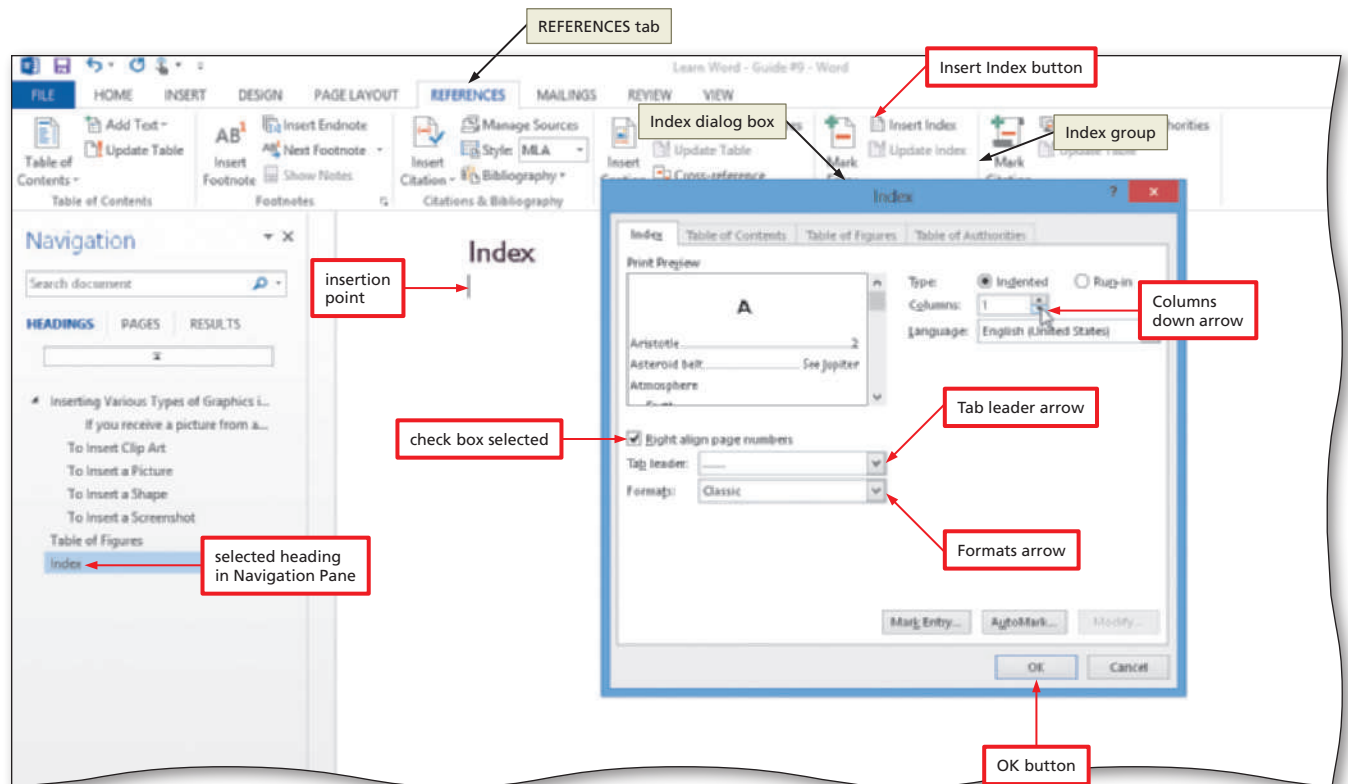 REFERENCES tab
Learn Word - Guide #9 - Word
Insert Index button
FILE HOME INSERT DESIGN PAGE LAYOUT REFERENCES MAILINGS REVIEW VIEW
Table of
Contents
Add Text
Update Table
Table of Contents
AB1
Insert
Footnote
Insert Endnote
AB1 Next Footnote
Show Notes
Footnotes
Insert
Citation
Manage Sources
Style: MLA
Bibliography
Citations & Bibliography
Insert
Index dialog box
Update Table
Cross-reference
Mark
Insert Index
Update Index
Index group
Mark
Update Table
Navigation
Search document
HEADINGS PAGES RESULTS
Inserting Various Types of Graphics i...
If you receive a picture from a...
To Insert Clip Art
To Insert a Picture
To Insert a Shape
To Insert a Screenshot
Table of Figures
Index
selected heading
in Navigation Pane
Index
insertion
point
Index
? ×
Index Table of Contents Table of Figures Table of Authorities
Print Preview
A
Aristotle 2
Asteroid belt See Jupiter
Atmosphere
Earth
Type: Indented Run-in
Columns: 1
Language: English (United States)
Columns
down arrow
check box selected
Right align page numbers
Tab leader: .......
Formats: Classic
Tab leader arrow
Formats arrow
Mark Entry... AutoMark... Modify...
OK Cancel
OK button